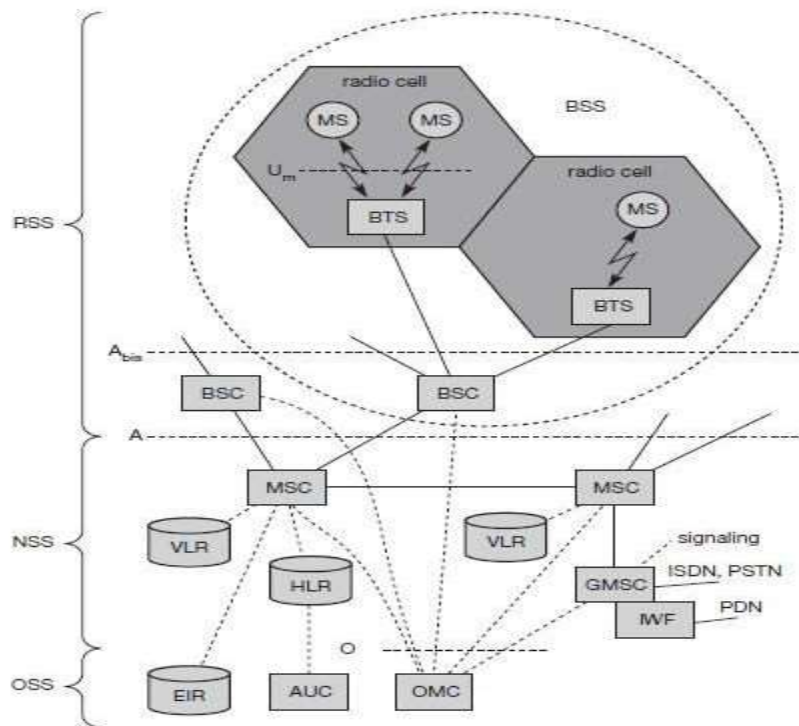 radio cell
BSS
MS MS
Um
radio cell
BTS
MS
RSS
BTS
Abis
BSC BSC
A
MSC MSC
VLR VLR
signaling
NSS
HLR
GMSC
ISDN, PSTN
IWF
PDN
O
OSS
EIR AUC OMC